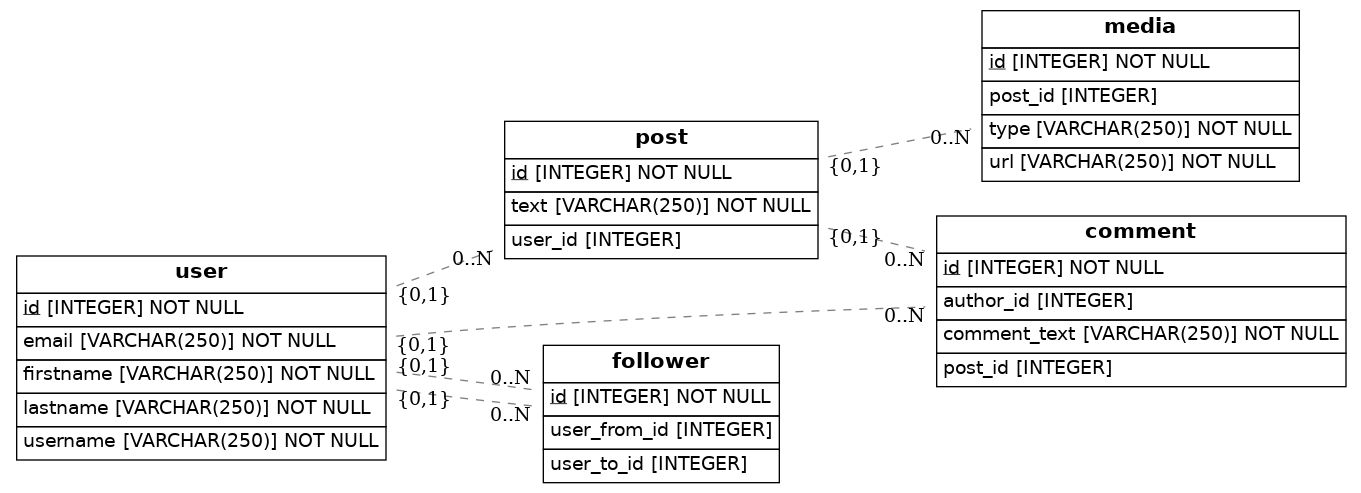 media
id [INTEGER] NOT NULL
post_id [INTEGER]
type [VARCHAR(250)] NOT NULL
url [VARCHAR(250)] NOT NULL
post
id [INTEGER] NOT NULL
text [VARCHAR(250)] NOT NULL
user_id [INTEGER]
0..N
{0,1}
{0,1}
0..N
comment
id [INTEGER] NOT NULL
author_id [INTEGER]
comment_text [VARCHAR(250)] NOT NULL
post_id [INTEGER]
user
id [INTEGER] NOT NULL
email [VARCHAR(250)] NOT NULL
firstname [VARCHAR(250)] NOT NULL
lastname [VARCHAR(250)] NOT NULL
username [VARCHAR(250)] NOT NULL
0..N
{0,1}
0..N
{0,1}
{0,1}
0..N
{0,1}
0..N
follower
id [INTEGER] NOT NULL
user_from_id [INTEGER]
user_to_id [INTEGER]